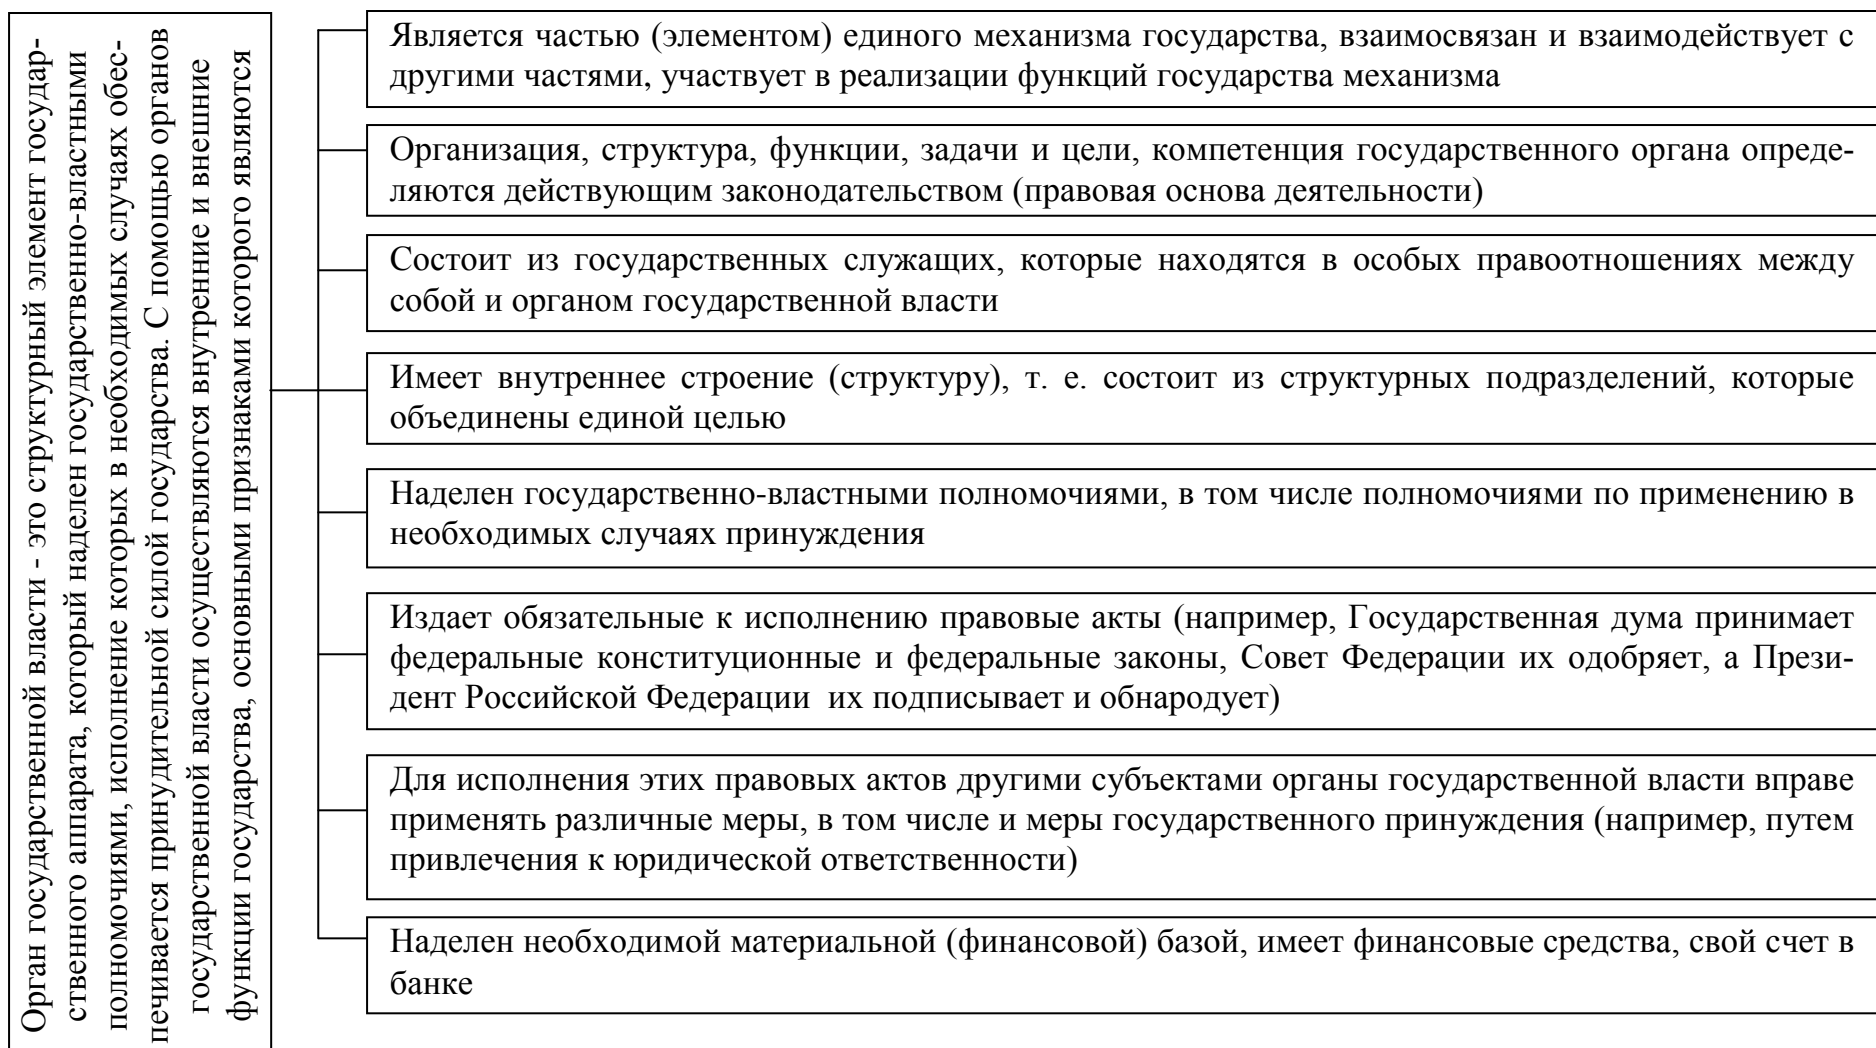 Орган государственной власти - это структурный элемент государ-
ственного аппарата, который наделен государственно-властными
полномочиями, исполнение которых в необходимых случаях обес-
печивается принудительной силой государства. С помощью органов
государственной власти осуществляются внутренние и внешние
функции государства, основными признаками которого являются
Является частью (элементом) единого механизма государства, взаимосвязан и взаимодействует с
другими частями, участвует в реализации функций государства механизма
Организация, структура, функции, задачи и цели, компетенция государственного органа опреде-
ляются действующим законодательством (правовая основа деятельности)
Состоит из государственных служащих, которые находятся в особых правоотношениях между
собой и органом государственной власти
Имеет внутреннее строение (структуру), т. е. состоит из структурных подразделений, которые
объединены единой целью
Наделен государственно-властными полномочиями, в том числе полномочиями по применению в
необходимых случаях принуждения
Издает обязательные к исполнению правовые акты (например, Государственная дума принимает
федеральные конституционные и федеральные законы, Совет Федерации их одобряет, а Прези-
дент Российской Федерации их подписывает и обнародует)
Для исполнения этих правовых актов другими субъектами органы государственной власти вправе
применять различные меры, в том числе и меры государственного принуждения (например, путем
привлечения к юридической ответственности)
Наделен необходимой материальной (финансовой) базой, имеет финансовые средства, свой счет в
банке